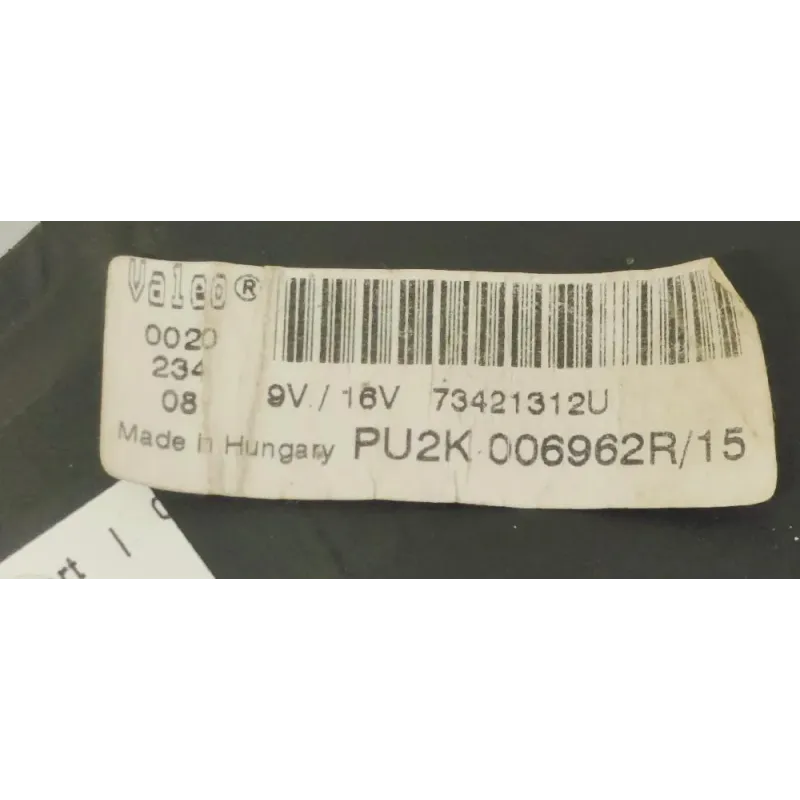 Valeo®
0020
234
08
9V / 16V 73421312U
Made in Hungary PU2K 006962R/15